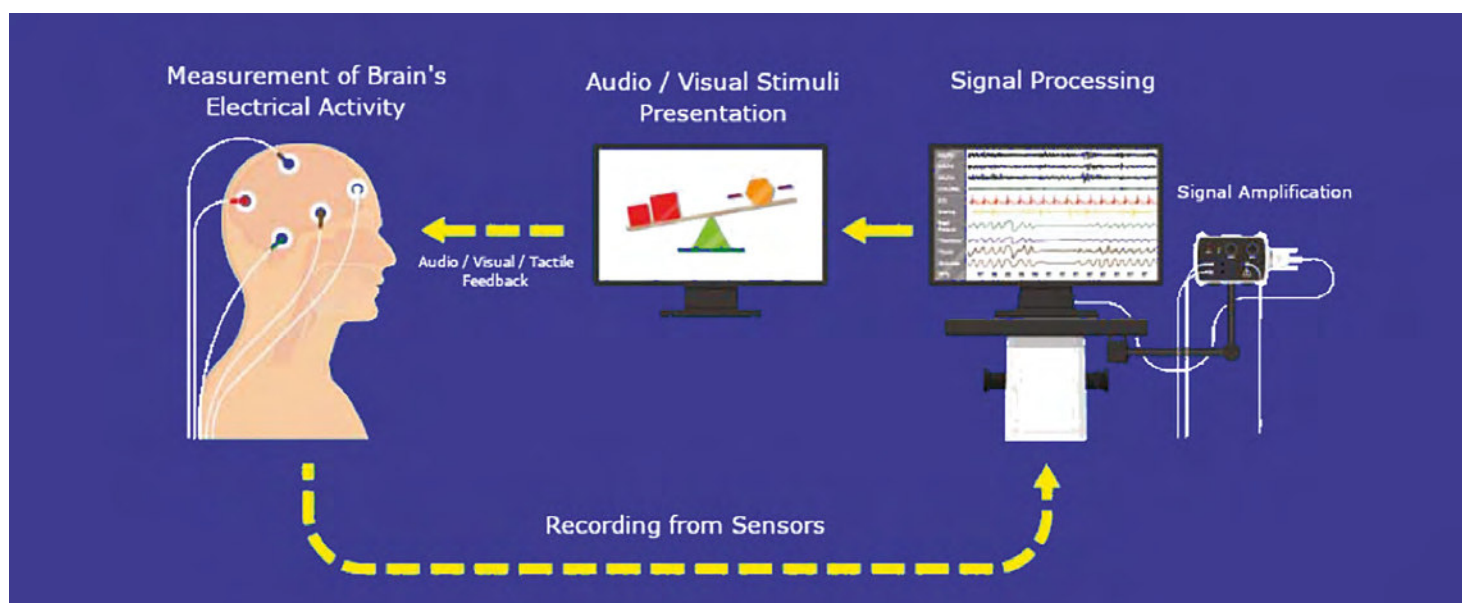 Measurement of Brain's
Electrical Activity
Audio / Visual Stimuli
Presentation
Signal Processing
Signal Amplification
Audio / Visual / Tactile
Feedback
Recording from Sensors